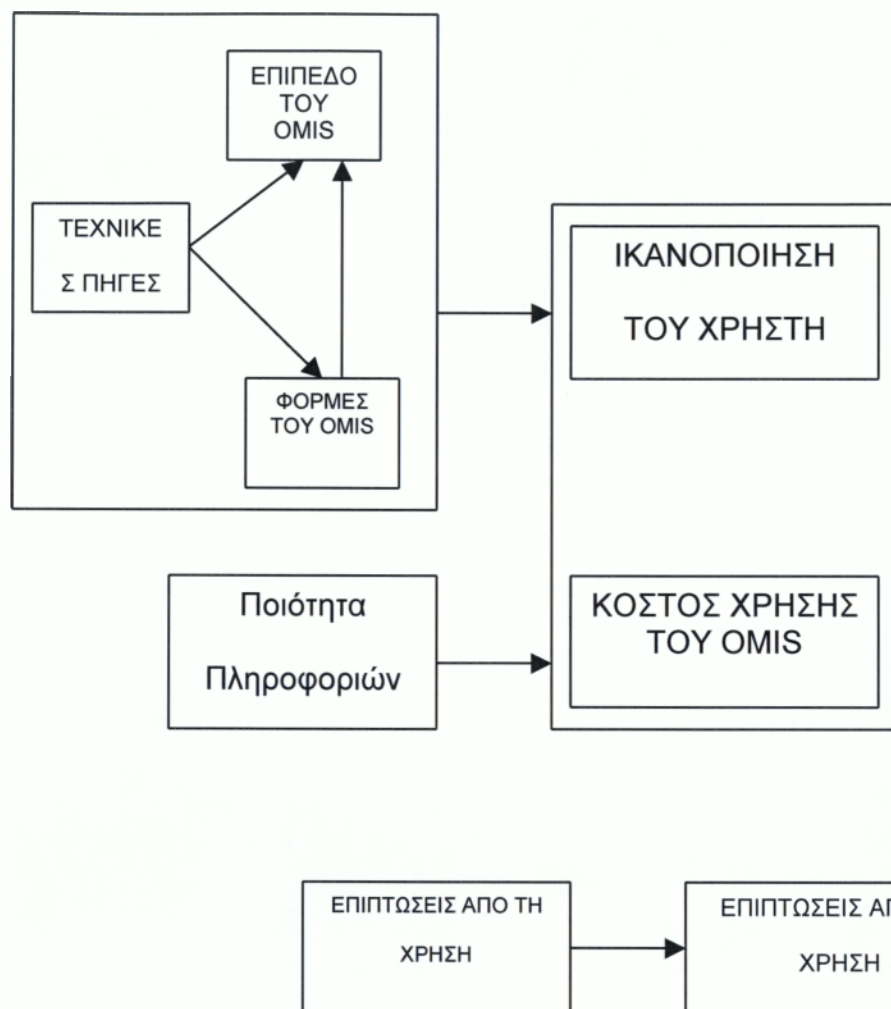 ΕΠΙΠΕΔΟ
ΤΟΥ
OMIS
ΤΕΧΝΙΚΕ
Σ ΠΗΓΕΣ
ΦΟΡΜΕΣ
ΤΟΥ OMIS
ΙΚΑΝΟΠΟΙΗΣΗ
ΤΟΥ ΧΡΗΣΤΗ
Ποιότητα
Πληροφοριών
ΚΟΣΤΟΣ ΧΡΗΣΗΣ
ΤΟΥ OMIS
ΕΠΙΠΤΩΣΕΙΣ ΑΠΟ ΤΗ
ΧΡΗΣΗ
ΕΠΙΠΤΩΣΕΙΣ
ΧΡΗΣΗ